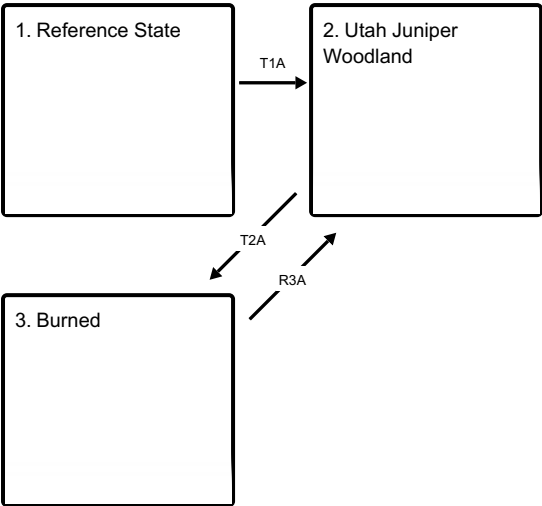 1. Reference State
T1A
2. Utah Juniper
Woodland
T2A
R3A
3. Burned